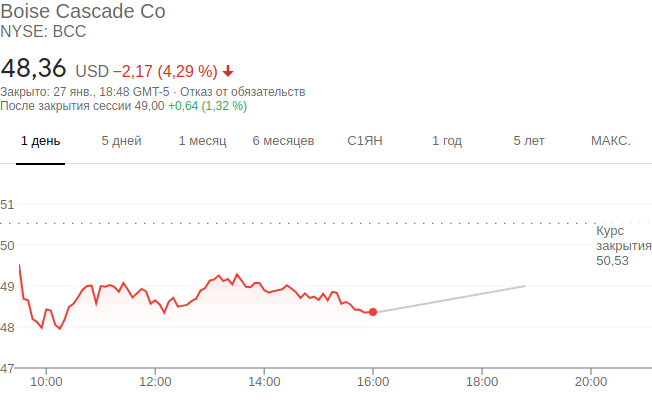 Boise Cascade Co
NYSE: BCC
48,36 USD −2,17 (4,29 %)
Закрыто: 27 янв., 18:48 GMT-5 · Отказ от обязательств
После закрытия сессии 49,00 +0,64 (1,32 %)
1 день 5 дней 1 месяц 6 месяцев С1ЯН 1 год 5 лет МАКС.
51
Курс
закрытия
50,53
50
49
48
47
10:00 12:00 14:00 16:00 18:00 20:00